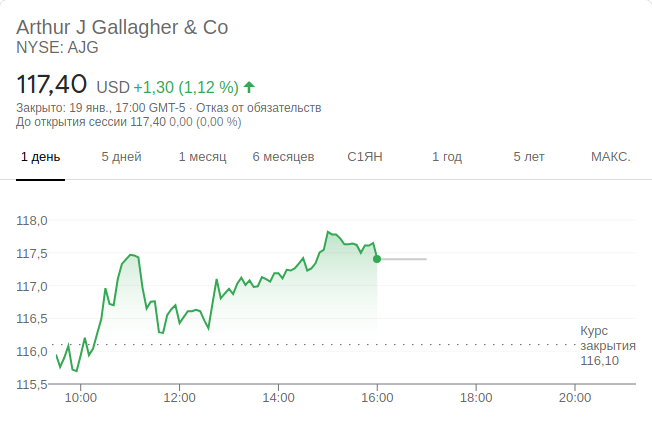 Arthur J Gallagher & Co
NYSE: AJG
117,40 USD +1,30 (1,12 %)
Закрыто: 19 янв., 17:00 GMT-5 · Отказ от обязательств
До открытия сессии 117,40 0,00 (0,00 %)
1 день 5 дней 1 месяц 6 месяцев С1ЯН 1 год 5 лет МАКС.
118,0
117,5
117,0
116,5
116,0
115,5
Курс
закрытия
116,10
10:00 12:00 14:00 16:00 18:00 20:00